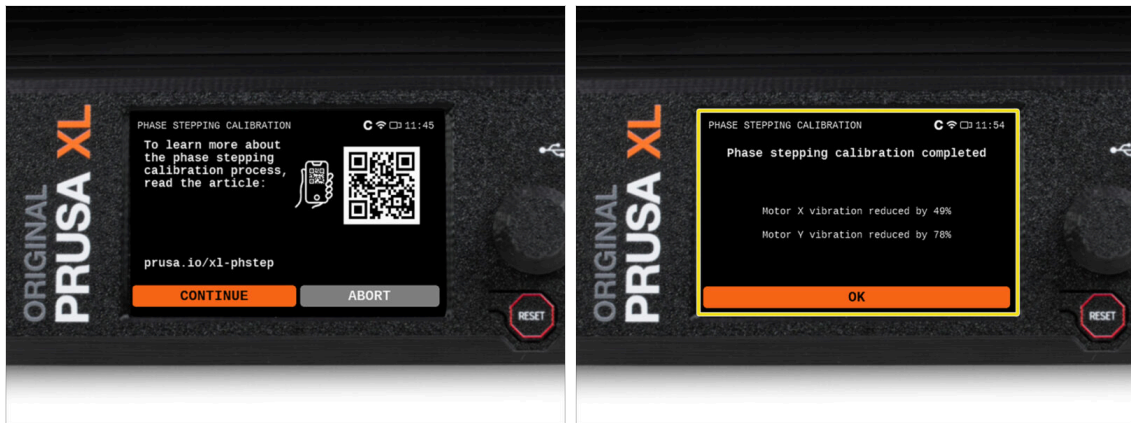 ORIGINAL
PRUSA XL
PHASE STEPPING CALIBRATION
C 11:45
To learn more about
the phase stepping
calibration process,
read the article:
prusa.io/xl-phstep
CONTINUE
ABORT
RESET
ORIGINAL
PRUSA XL
PHASE STEPPING CALIBRATION
C 11:54
Phase stepping calibration completed
Motor X vibration reduced by 49%
Motor Y vibration reduced by 78%
OK
RESET